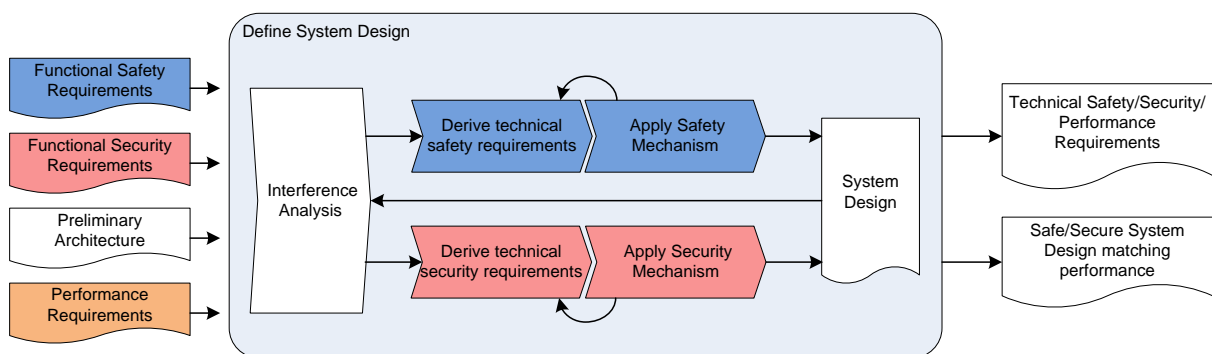 Define System Design
Functional Safety
Requirements
Functional Security
Requirements
Preliminary
Architecture
Performance
Requirements
Interference
Analysis
Derive technical
safety requirements
Apply Safety
Mechanism
Derive technical
security requirements
Apply Security
Mechanism
System
Design
Technical Safety/Security/
Performance
Requirements
Safe/Secure System
Design matching
performance